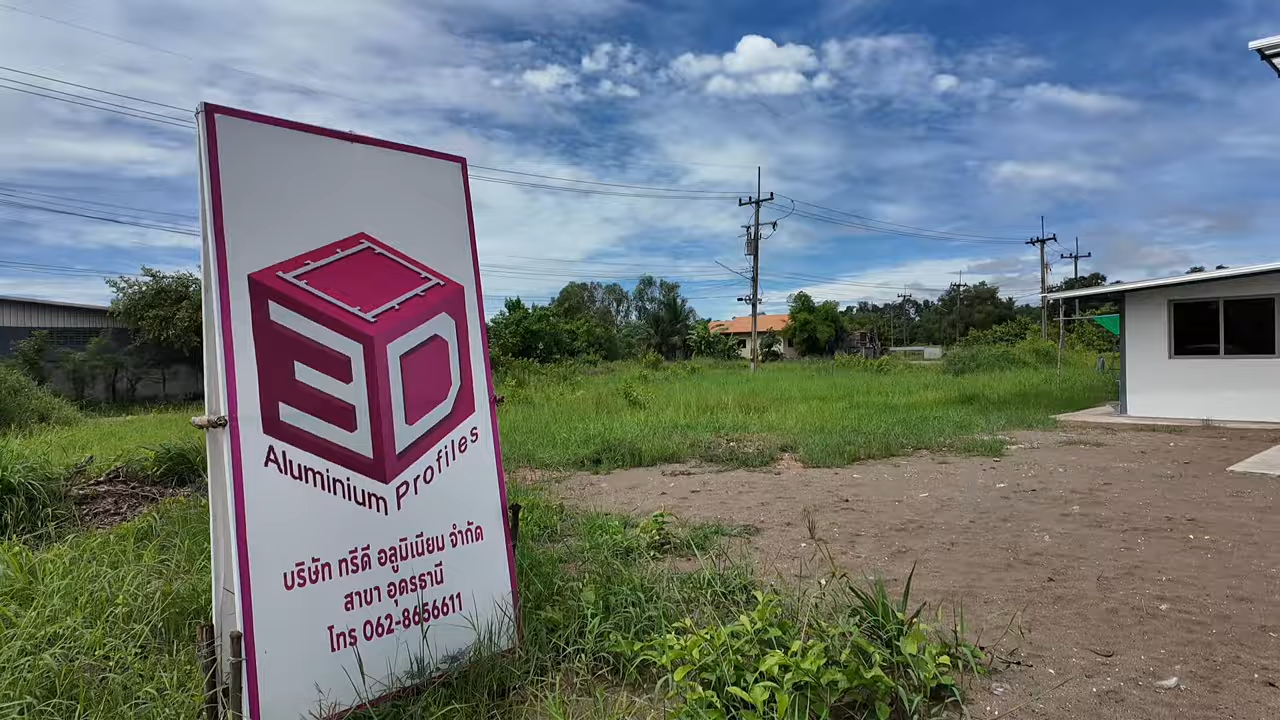 3D
Aluminium Profiles
บริษัท ทรีดี อลูมิเนียม จำกัด
สาขา อุดรธานี
โทร 062-8656611